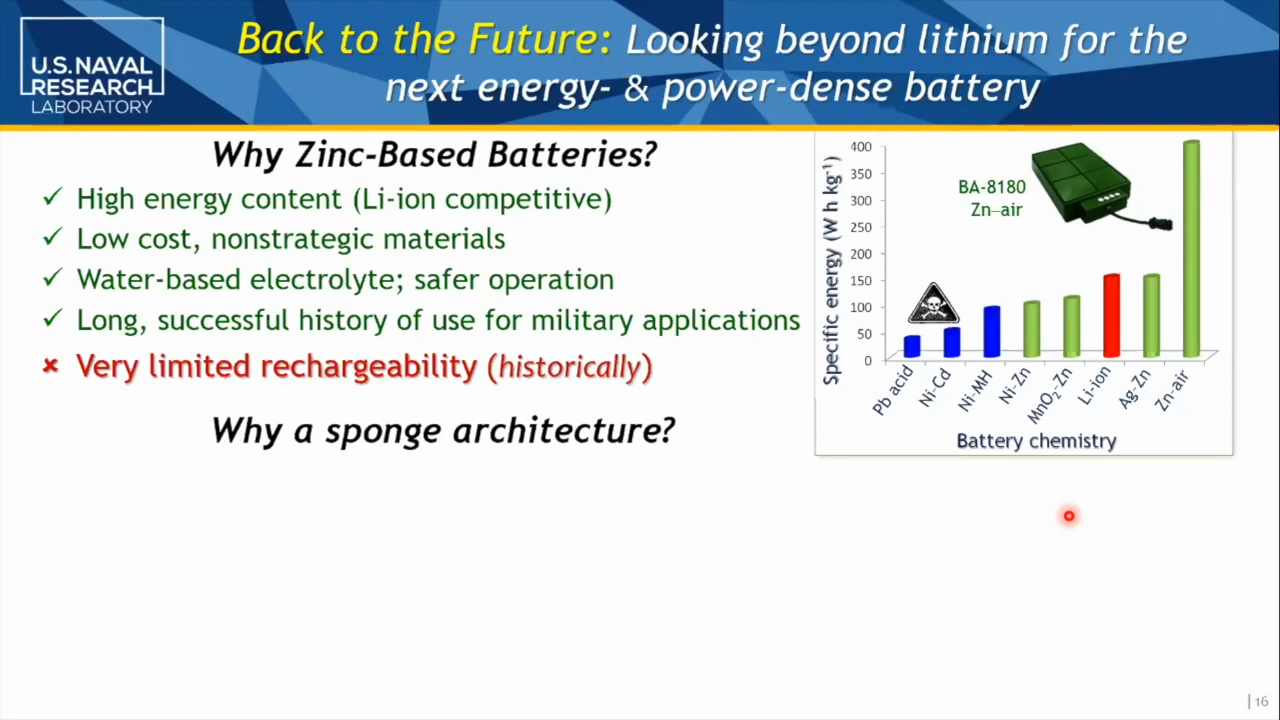 U.S. NAVAL
RESEARCH
LABORATORY
Back to the Future: Looking beyond lithium for the
next energy- & power-dense battery
Why Zinc-Based Batteries?
✓ High energy content (Li-ion competitive)
✓ Low cost, nonstrategic materials
✓ Water-based electrolyte; safer operation
✓ Long, successful history of use for military applications
✘ Very limited rechargeability (historically)
Why a sponge architecture?
Specific energy (W h kg⁻¹)
400
350
300
250
200
150
100
50
0
BA-8180
Zn–air
Pb acid
Ni-Cd
Ni-MH
Ni-Zn
MnO₂-Zn
Li-ion
Ag-Zn
Zn-air
Battery chemistry
|16